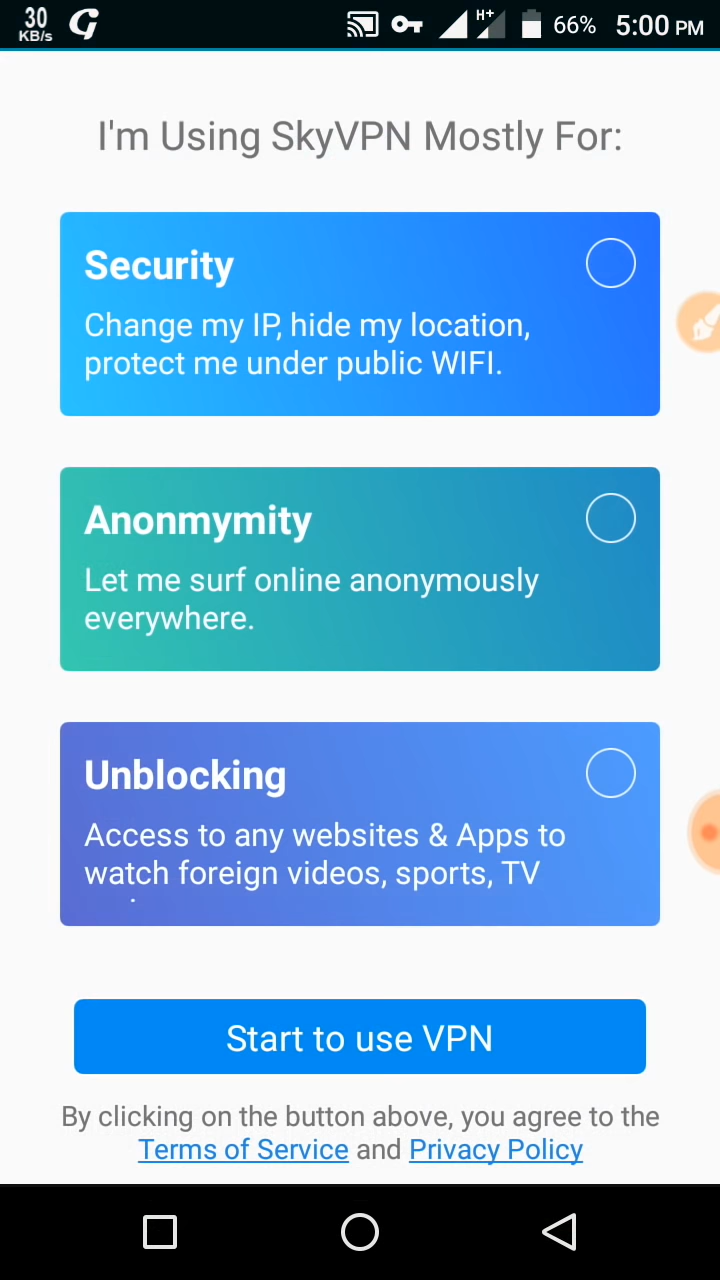 30
KB/s
G
H+
66%
5:00 PM
I'm Using SkyVPN Mostly For:
Security
Change my IP, hide my location,
protect me under public WIFI.
Anonmymity
Let me surf online anonymously
everywhere.
Unblocking
Access to any websites & Apps to
watch foreign videos, sports, TV
Start to use VPN
By clicking on the button above, you agree to the
Terms of Service and Privacy Policy